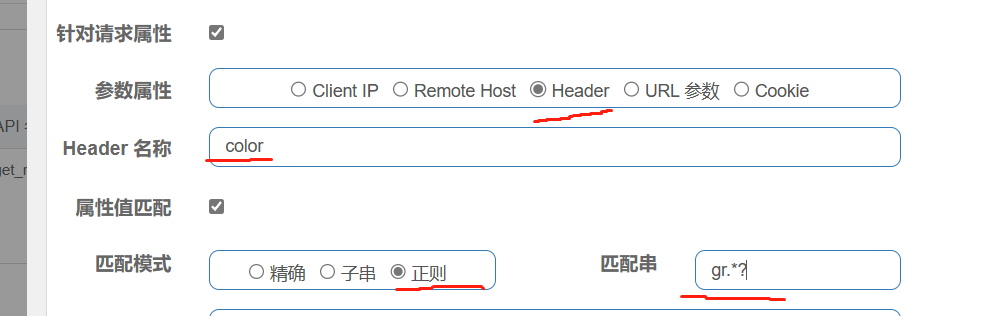 针对请求属性
参数属性 Client IP Remote Host Header URL 参数 Cookie
API
Header 名称 color
get_r
属性值匹配
匹配模式 精确 子串 正则 匹配串 gr.*?